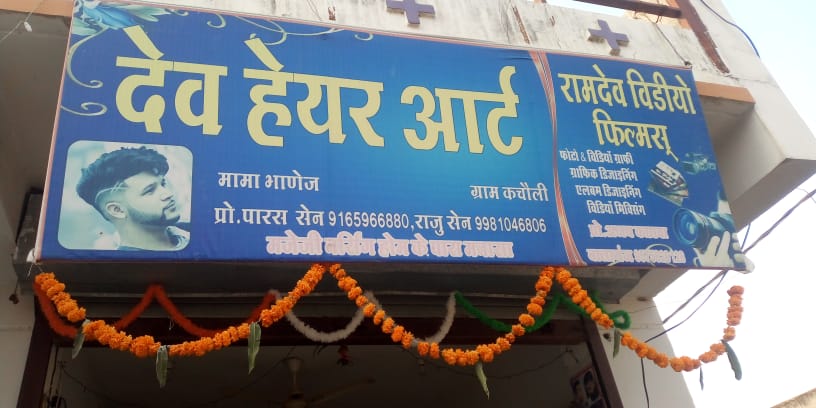 देव हेयर आर्ट
मामा भाणेज
ग्राम कचौली
प्रो.पारस सेन 9165966880,राजु सेन 9981046806
के पास
रामदेव विडीयो
फिल्मस्
फोटो & विडियों ग्राफी
ग्राफिक डिजाइनिंग
एलबम डिजाइनिंग
विडियों मिक्सिंग
प्रो.